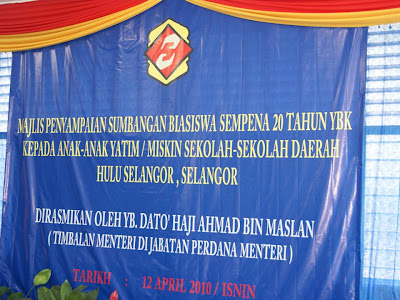 MAJLIS PENYAMPAIAN SUMBANGAN BIASISWA SEMPENA 20 TAHUN YBK
KEPADA ANAK-ANAK YATIM / MISKIN SEKOLAH-SEKOLAH DAERAH
HULU SELANGOR , SELANGOR
DIRASMIKAN OLEH YB. DATO' HAJI AHMAD BIN MASLAN
( TIMBALAN MENTERI DI JABATAN PERDANA MENTERI )
TARIKH : 12 APRIL 2010 / ISNIN